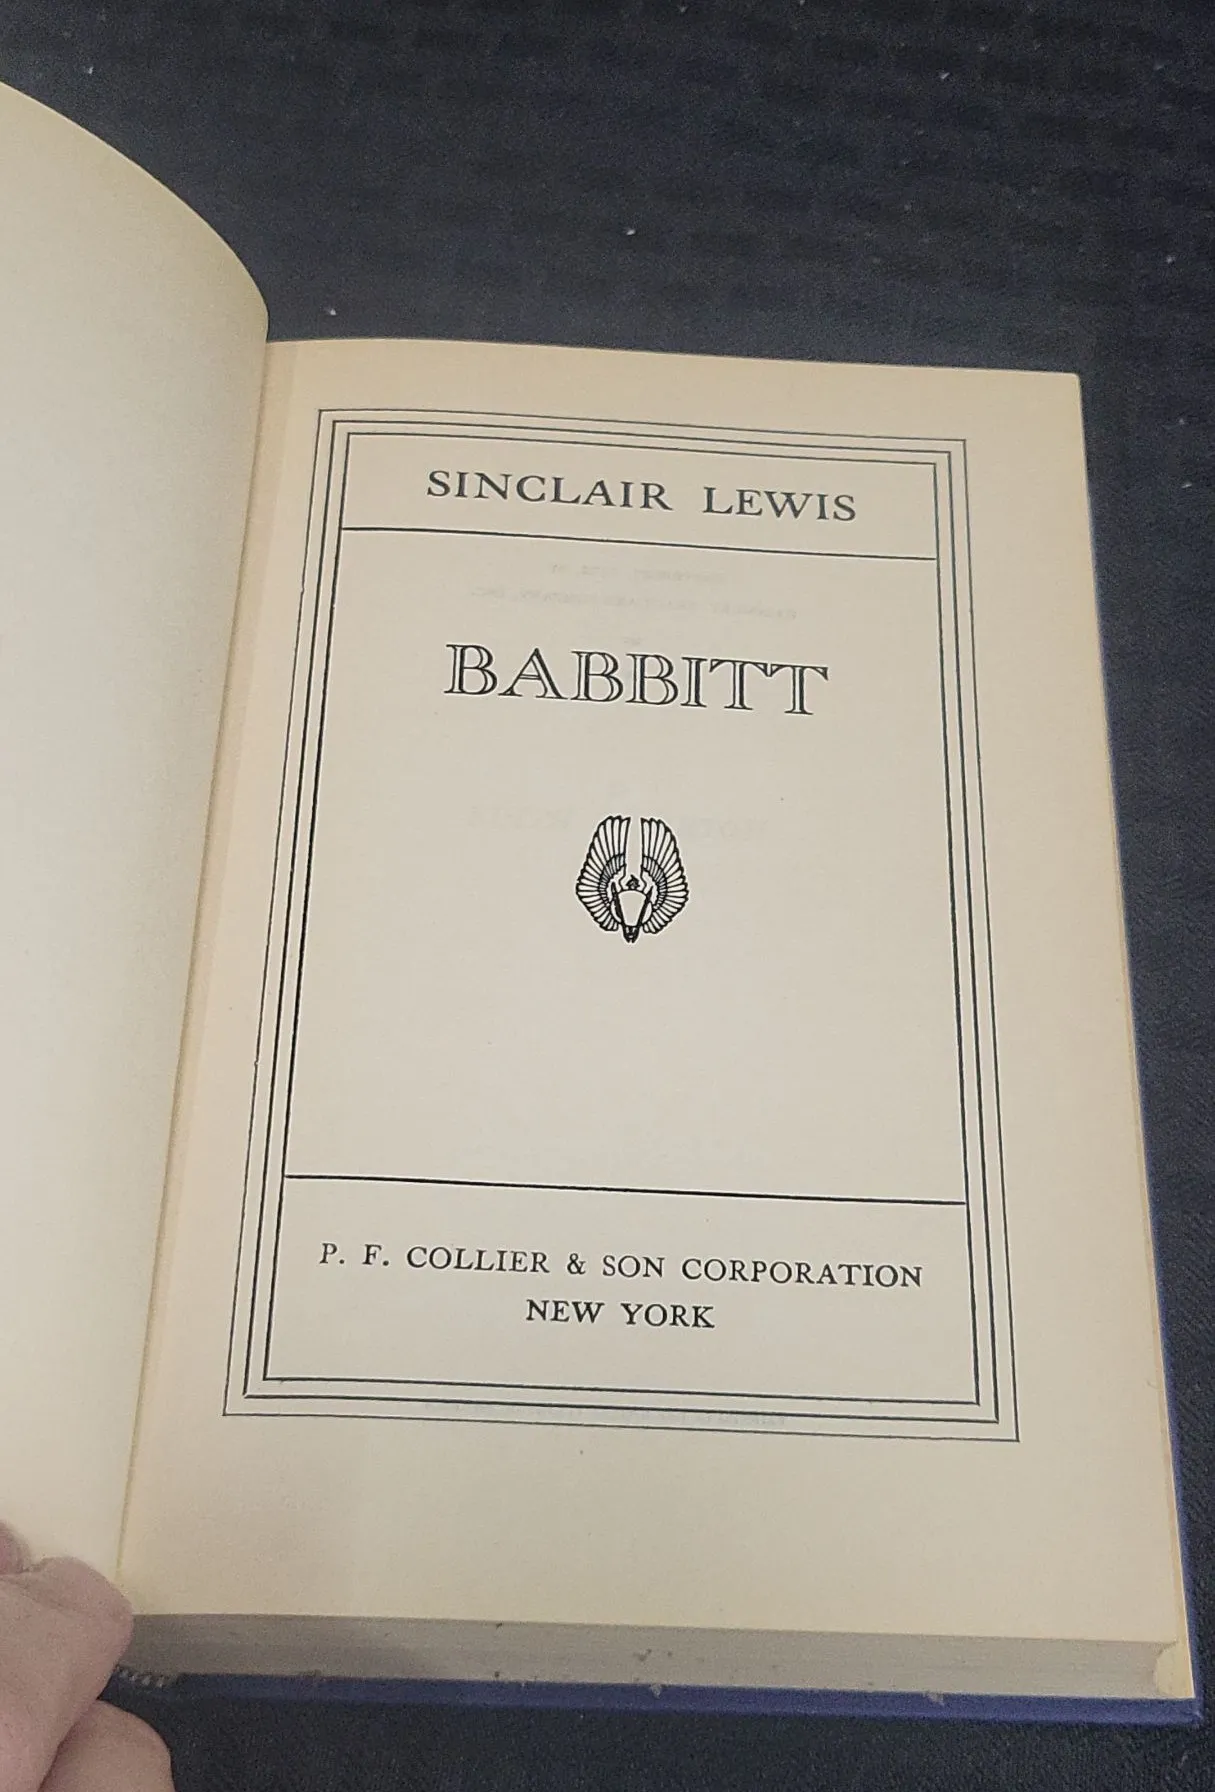 SINCLAIR LEWIS
BABBITT
P. F. COLLIER & SON CORPORATION
NEW YORK